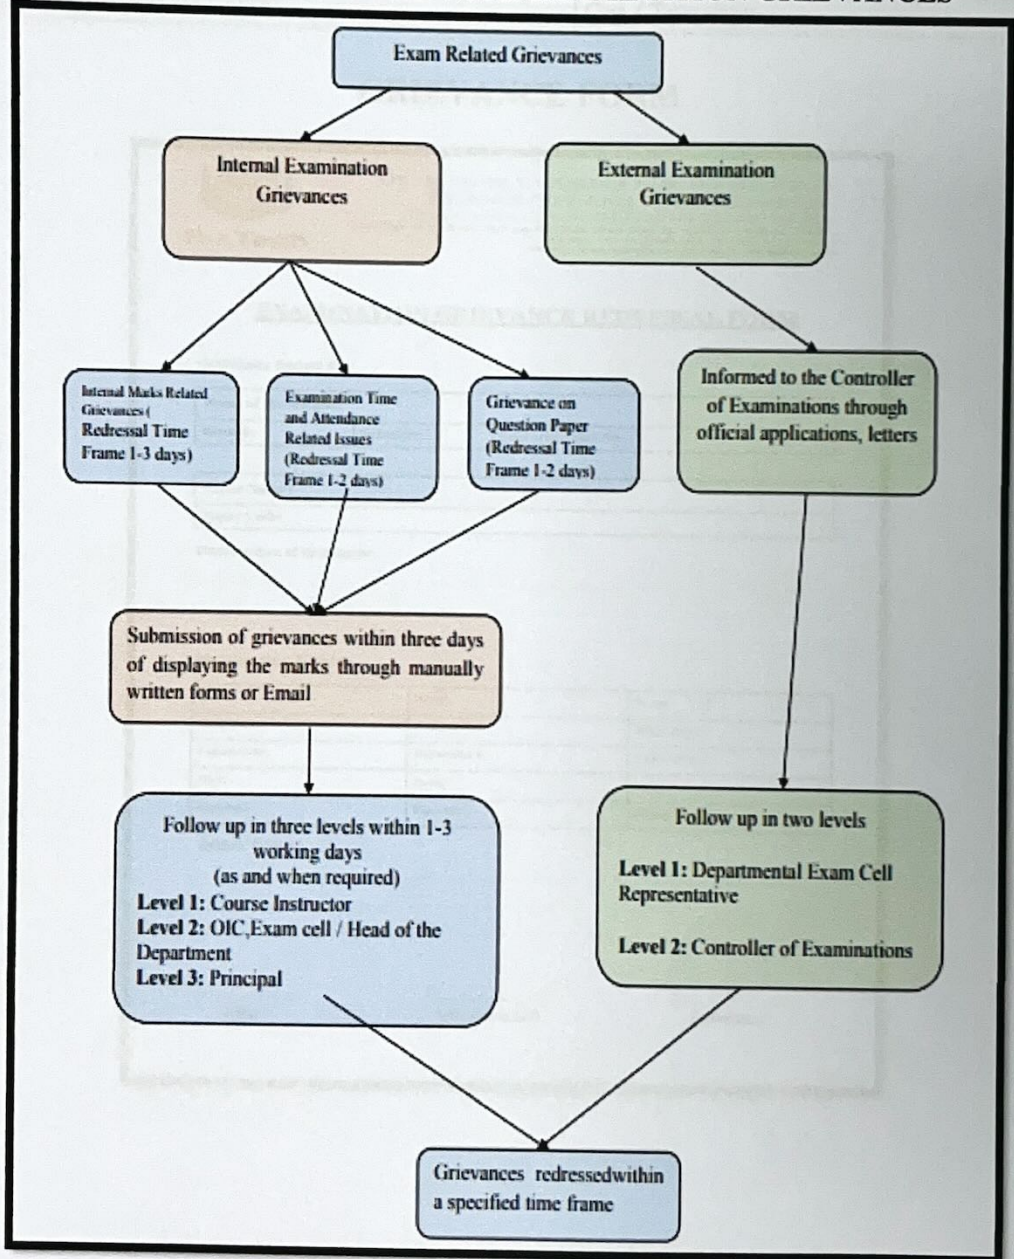 Exam Related Grievances
Internal Examination
Grievances
External Examination
Grievances
Internal Marks Related
Grievances (
Redressal Time
Frame 1-3 days)
Examination Time
and Attendance
Related Issues
(Redressal Time
Frame 1-2 days)
Grievance on
Question Paper
(Redressal Time
Frame 1-2 days)
Informed to the Controller
of Examinations through
official applications, letters
Submission of grievances within three days
of displaying the marks through manually
written forms or Email
Follow up in three levels within 1-3
working days
(as and when required)
Level 1: Course Instructor
Level 2: OIC,Exam cell / Head of the
Department
Level 3: Principal
Follow up in two levels
Level 1: Departmental Exam Cell
Representative
Level 2: Controller of Examinations
Grievances redressedwithin
a specified time frame